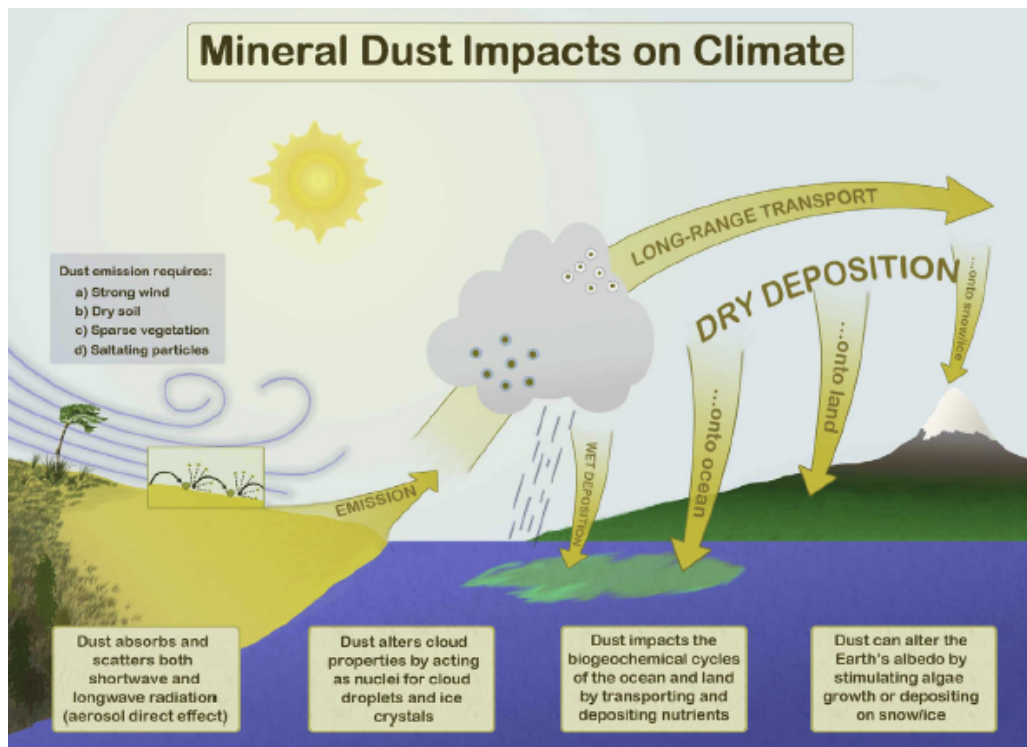 Mineral Dust Impacts on Climate
Dust emission requires:
a) Strong wind
b) Dry soil
c) Sparse vegetation
d) Saltating particles
EMISSION
LONG-RANGE TRANSPORT
DRY DEPOSITION
WET DEPOSITION
...onto ocean
...onto land
...onto snow/ice
Dust absorbs and
scatters both
shortwave and
longwave radiation
(aerosol direct effect)
Dust alters cloud
properties by acting
as nuclei for cloud
droplets and ice
crystals
Dust impacts the
biogeochemical cycles
of the ocean and land
by transporting and
depositing nutrients
Dust can alter the
Earth's albedo by
stimulating algae
growth or depositing
on snow/ice